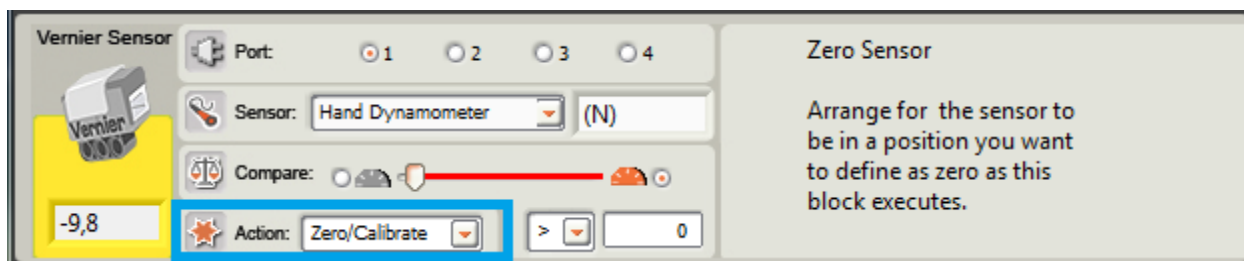 Vernier Sensor
Vernier
-9,8
Port: 1 2 3 4
Sensor: Hand Dynamometer (N)
Compare:
Action: Zero/Calibrate > 0
Zero Sensor
Arrange for the sensor to
be in a position you want
to define as zero as this
block executes.